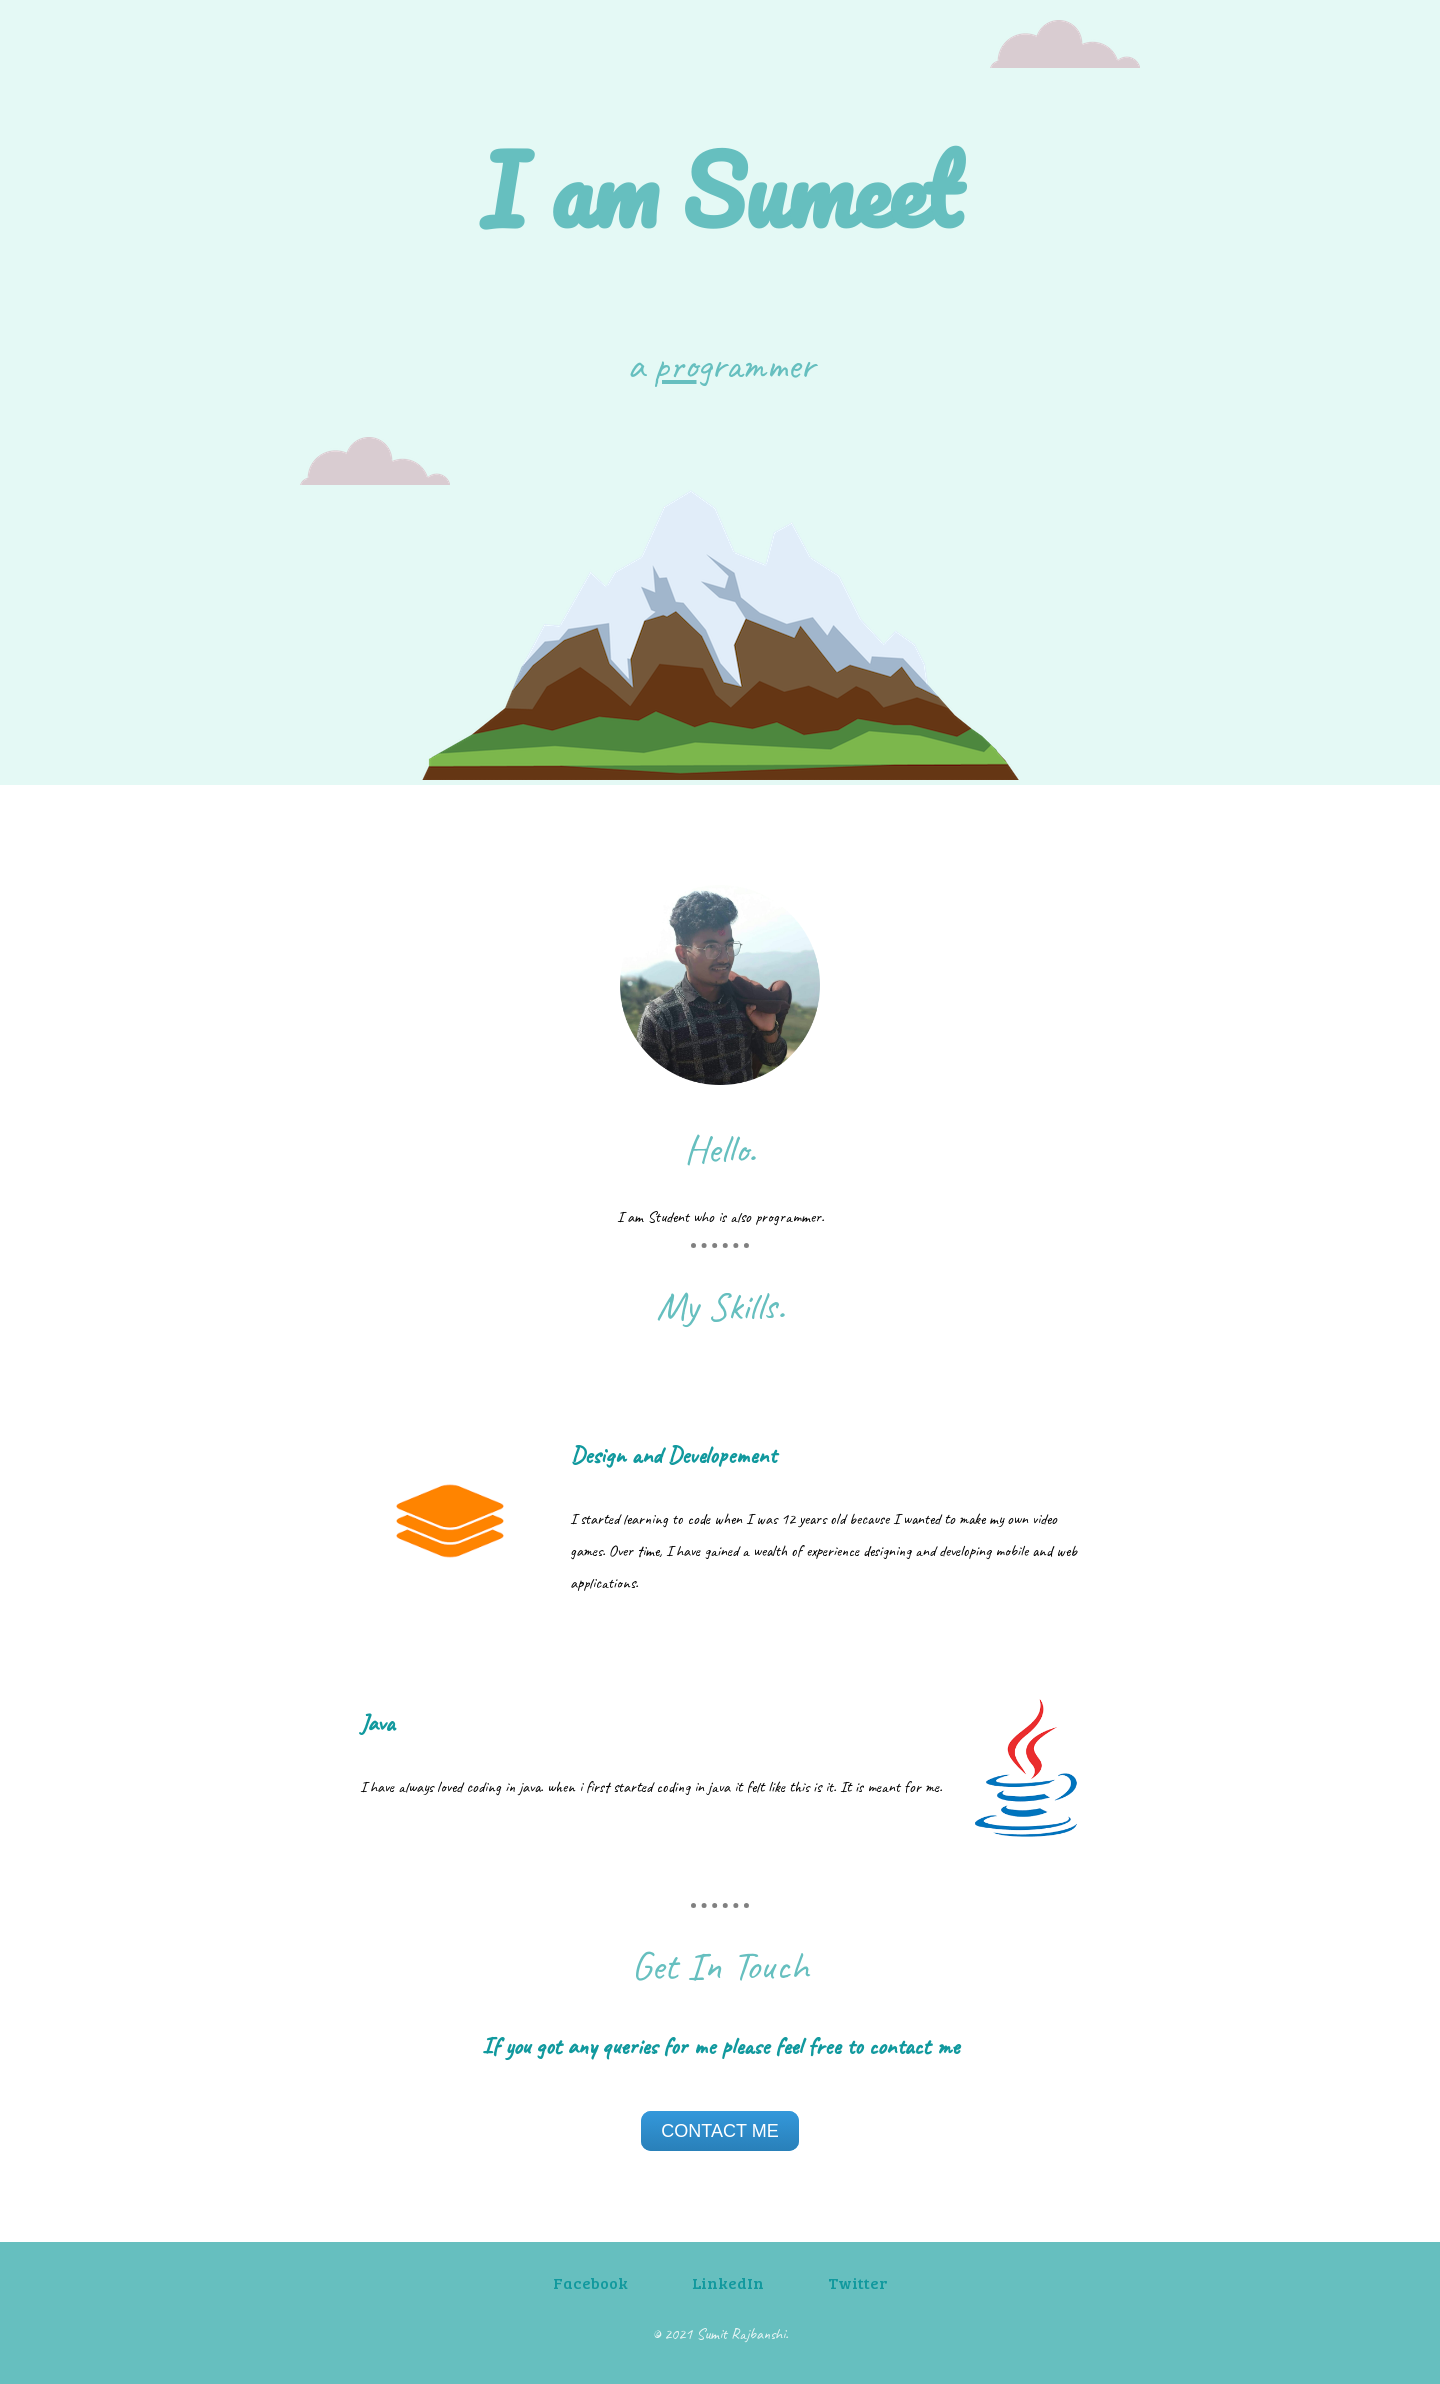 I am Sumeet
a programmer
Hello.
I am Student who is also programmer.
My Skills.
Design and Developement
I started learning to code when I was 12 years old because I wanted to make my own video
games. Over time, I have gained a wealth of experience designing and developing mobile and web
applications.
Java
I have always loved coding in java. when i first started coding in java it felt like this is it. It is meant for me.
Get In Touch
If you got any queries for me please feel free to contact me
CONTACT ME
Facebook LinkedIn Twitter
© 2021 Sumit Rajbanshi.